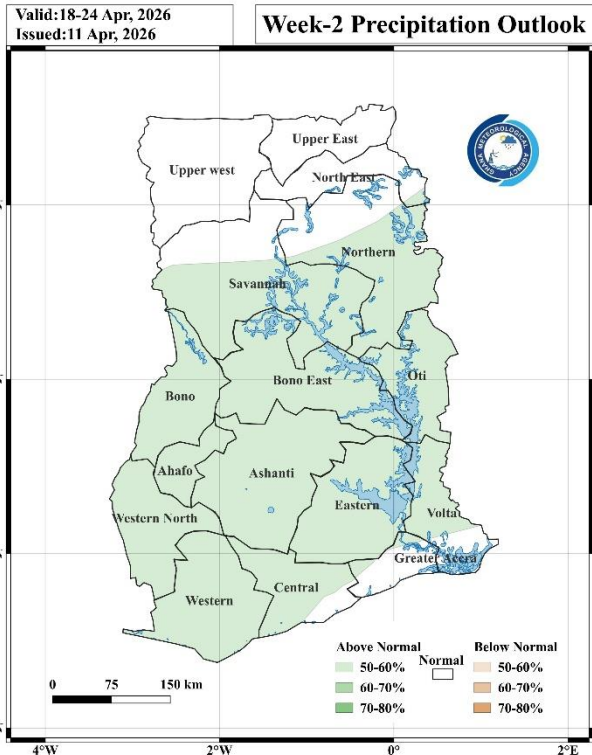 Valid:18-24 Apr, 2026
Issued:11 Apr, 2026
Week-2 Precipitation Outlook
Upper East
Upper west
North East
GHANA METEOROLOGICAL AGENCY
Northern
Savannah
Bono East
Oti
Bono
Ahafo
Ashanti
Western North
Eastern
Volta
Greater Accra
Central
Western
Above Normal
Normal
Below Normal
50-60%
50-60%
60-70%
60-70%
70-80%
70-80%
0 75 150 km
4°W 2°W 0° 2°E